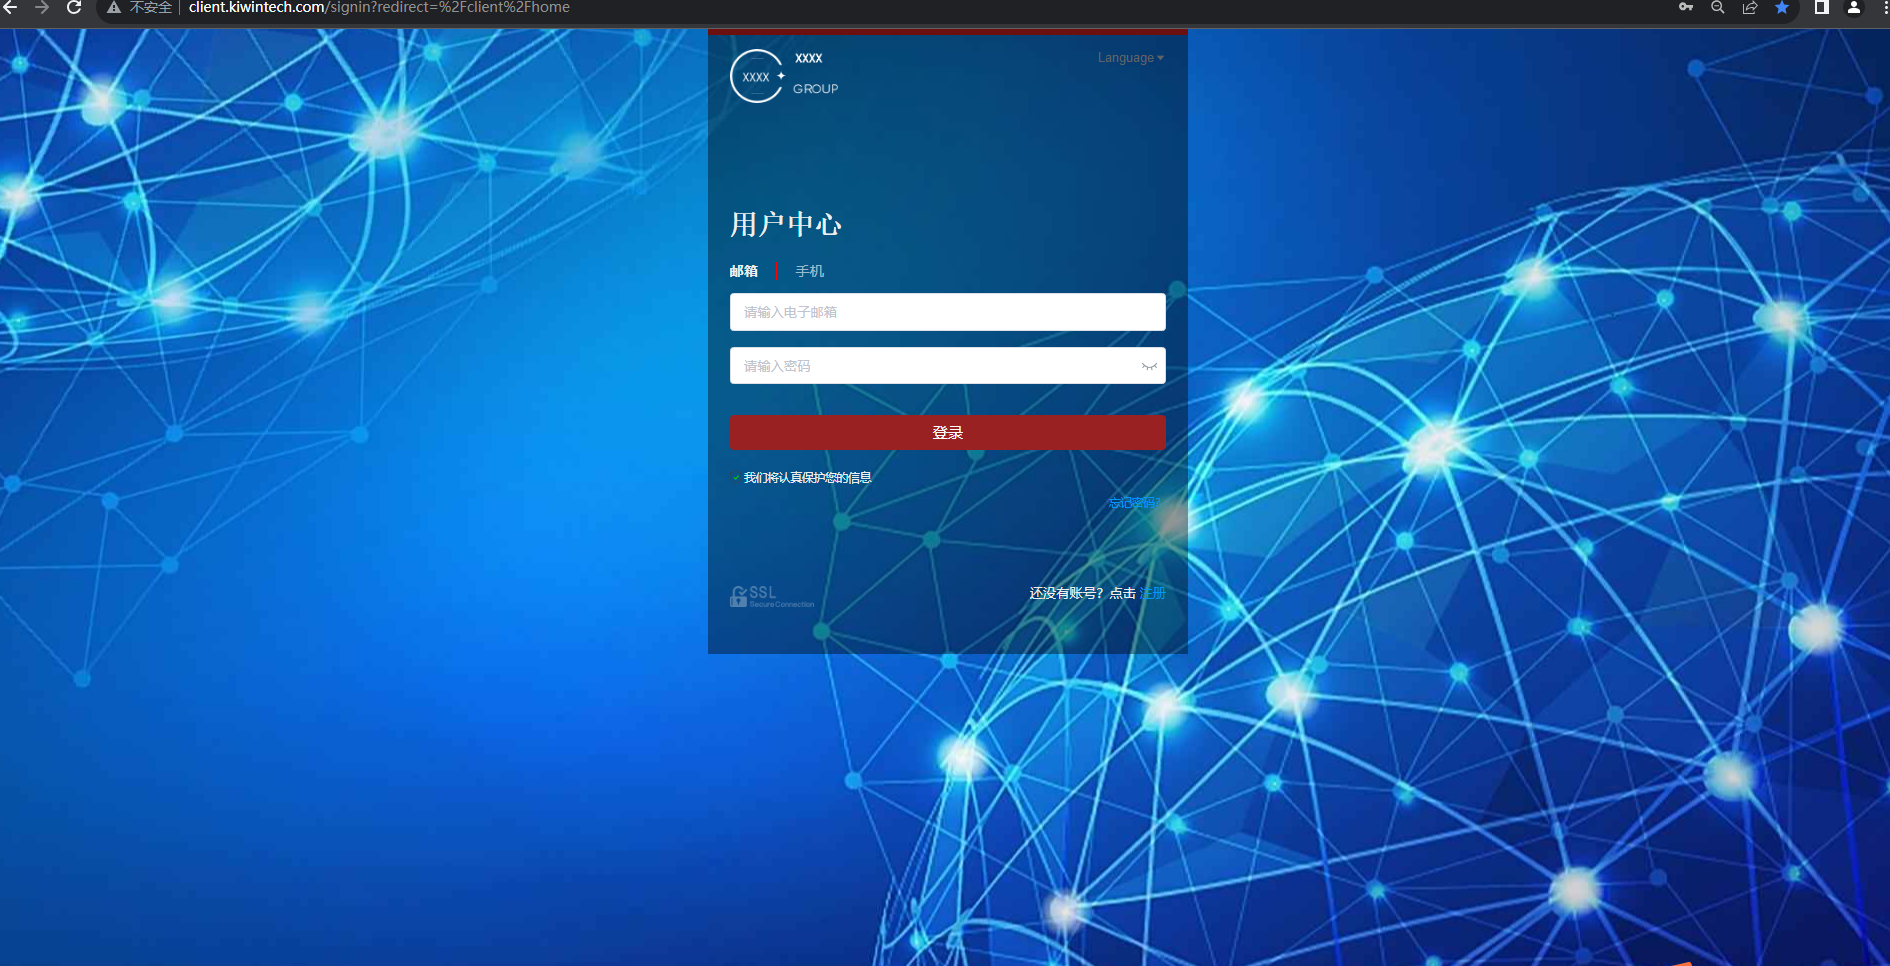 不安全 client.kiwintech.com/signin?redirect=%2Fclient%2Fhome
XXXX
XXXX
GROUP
Language
用户中心
邮箱 手机
请输入电子邮箱
请输入密码
登录
我们将认真保护您的信息
忘记密码?
SSL
Secure Connection
还没有账号？点击 注册